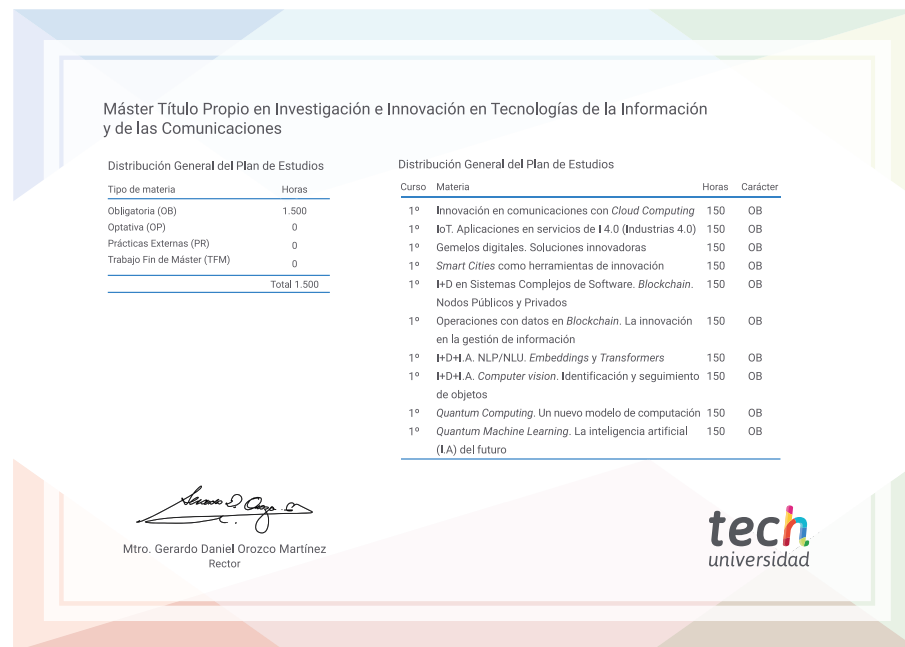 Máster Título Propio en Investigación e Innovación en Tecnologías de la Información
y de las Comunicaciones
Distribución General del Plan de Estudios
Tipo de materia Horas
Obligatoria (OB) 1.500
Optativa (OP) 0
Prácticas Externas (PR) 0
Trabajo Fin de Máster (TFM) 0
Total 1.500
Distribución General del Plan de Estudios
Curso Materia Horas Carácter
1º Innovación en comunicaciones con Cloud Computing 150 OB
1º IoT. Aplicaciones en servicios de I 4.0 (Industrias 4.0) 150 OB
1º Gemelos digitales. Soluciones innovadoras 150 OB
1º Smart Cities como herramientas de innovación 150 OB
1º I+D en Sistemas Complejos de Software. Blockchain. 150 OB
Nodos Públicos y Privados
1º Operaciones con datos en Blockchain. La innovación 150 OB
en la gestión de información
1º I+D+I.A. NLP/NLU. Embeddings y Transformers 150 OB
1º I+D+I.A. Computer vision. Identificación y seguimiento 150 OB
de objetos
1º Quantum Computing. Un nuevo modelo de computación 150 OB
1º Quantum Machine Learning. La inteligencia artificial 150 OB
(I.A) del futuro
Mtro. Gerardo Daniel Orozco Martínez
Rector
tech
universidad